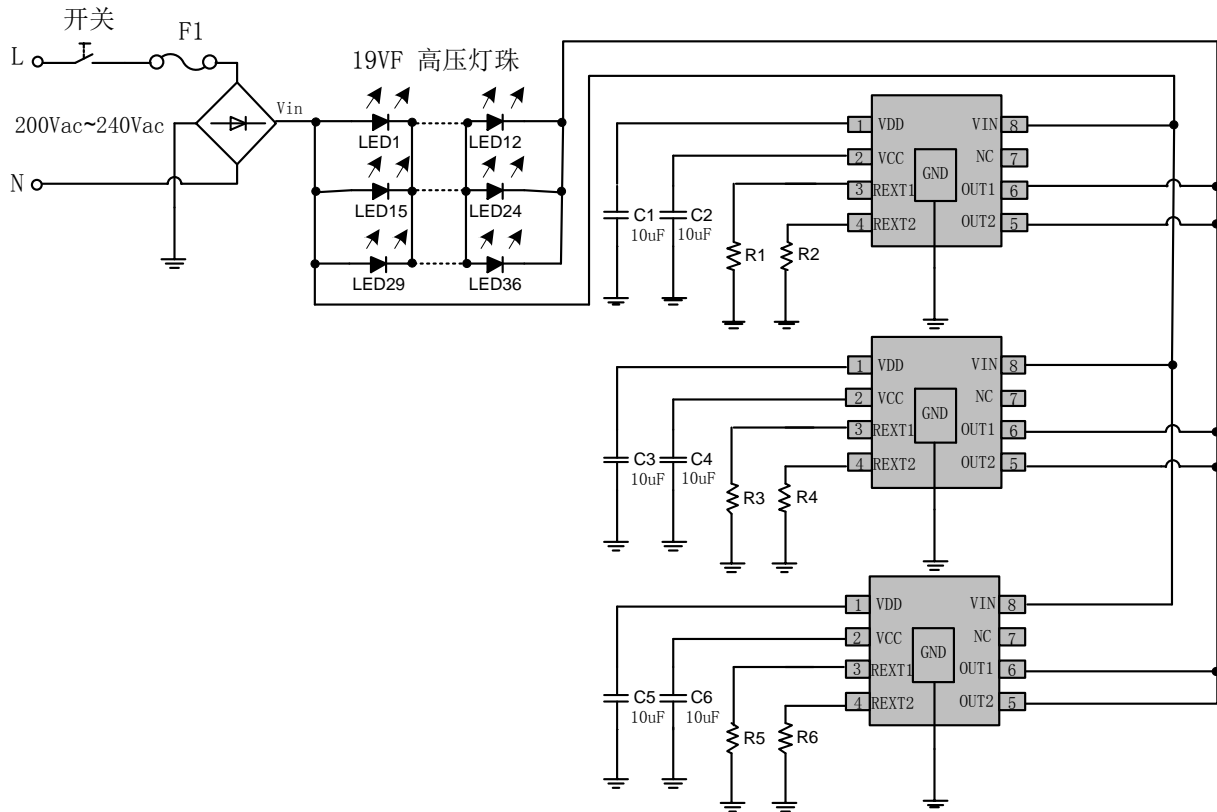 开关
F1
L
19VF 高压灯珠
Vin
200Vac~240Vac
N
LED1
LED12
LED15
LED24
LED29
LED36
1
VDD
VIN
8
2
VCC
NC
7
GND
3
REXT1
OUT1
6
4
REXT2
OUT2
5
C1
10uF
C2
10uF
R1
R2
1
VDD
VIN
8
2
VCC
NC
7
GND
3
REXT1
OUT1
6
4
REXT2
OUT2
5
C3
10uF
C4
10uF
R3
R4
1
VDD
VIN
8
2
VCC
NC
7
GND
3
REXT1
OUT1
6
4
REXT2
OUT2
5
C5
10uF
C6
10uF
R5
R6